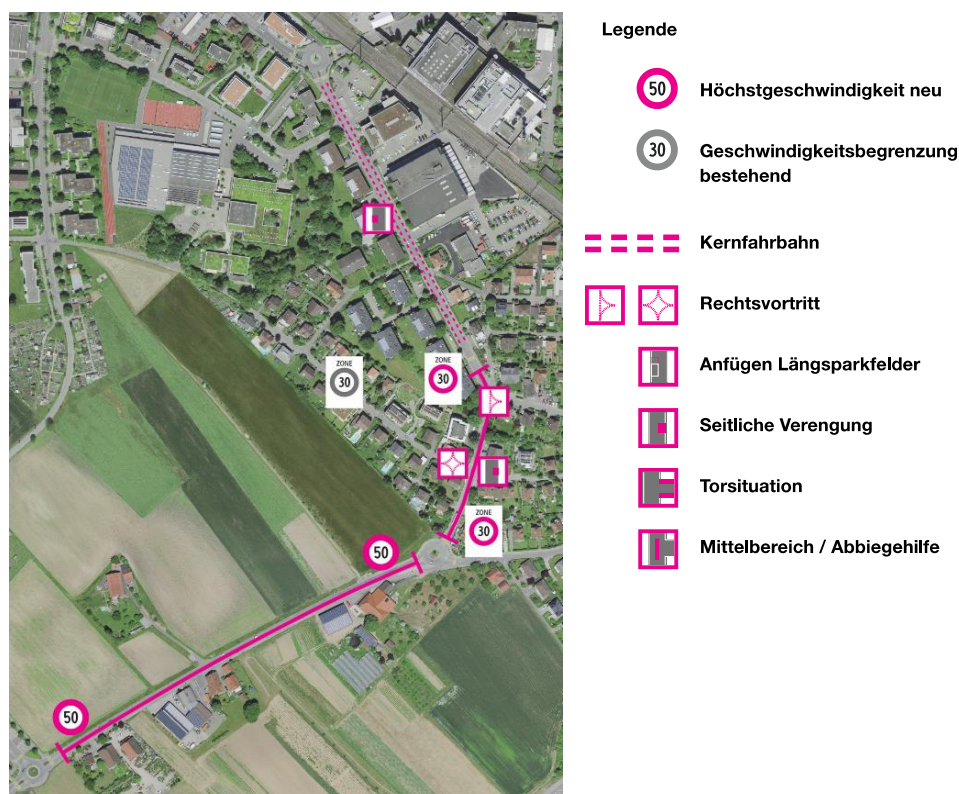 Legende
50
Höchstgeschwindigkeit neu
30
Geschwindigkeitsbegrenzung
bestehend
Kernfahrbahn
Rechtsvortritt
Anfügen Längsparkfelder
Seitliche Verengung
Torsituation
Mittelbereich / Abbiegehilfe
ZONE
30
ZONE
30
ZONE
30
50
50